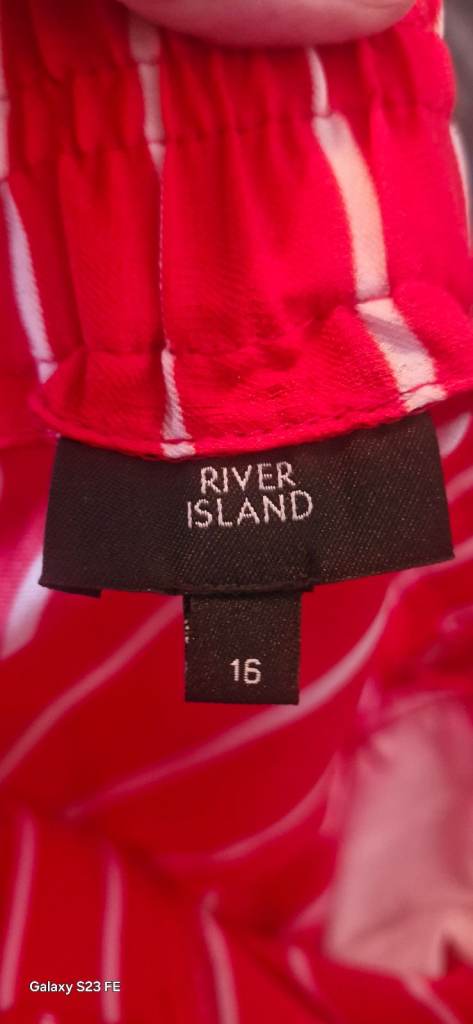 RIVER
ISLAND
16
Galaxy S23 FE